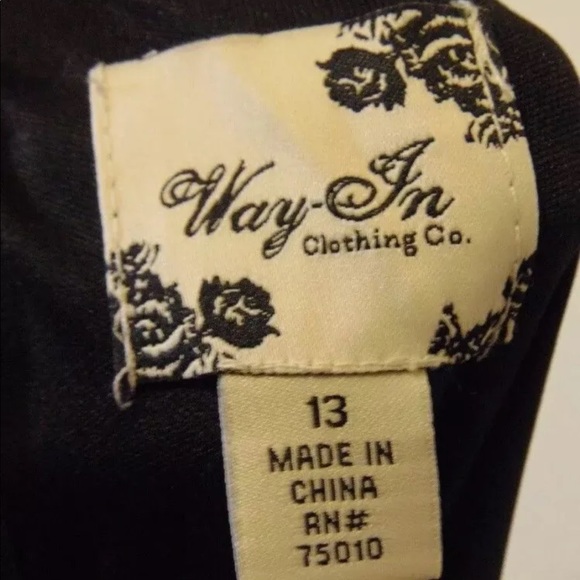 Way-In
Clothing Co.
13
MADE IN
CHINA
RN#
75010